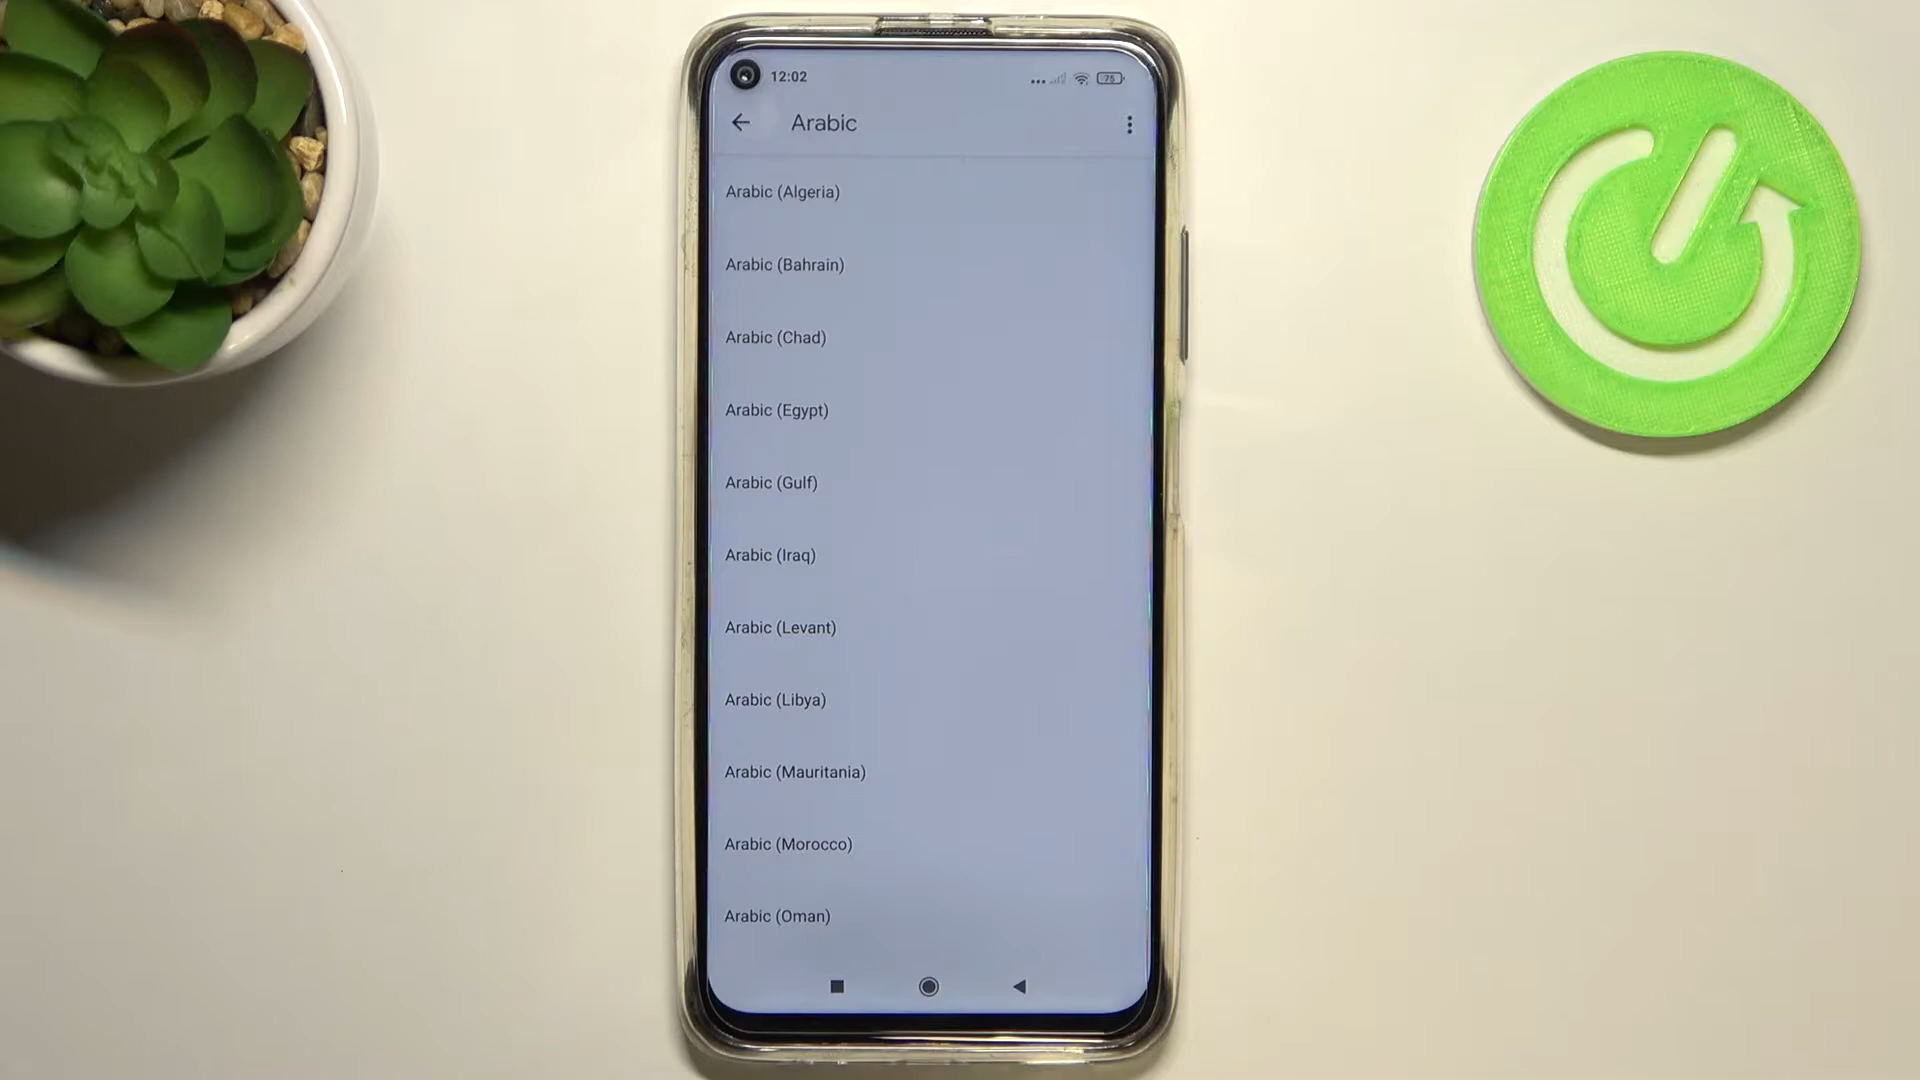 12:02
75
Arabic
Arabic (Algeria)
Arabic (Bahrain)
Arabic (Chad)
Arabic (Egypt)
Arabic (Gulf)
Arabic (Iraq)
Arabic (Levant)
Arabic (Libya)
Arabic (Mauritania)
Arabic (Morocco)
Arabic (Oman)